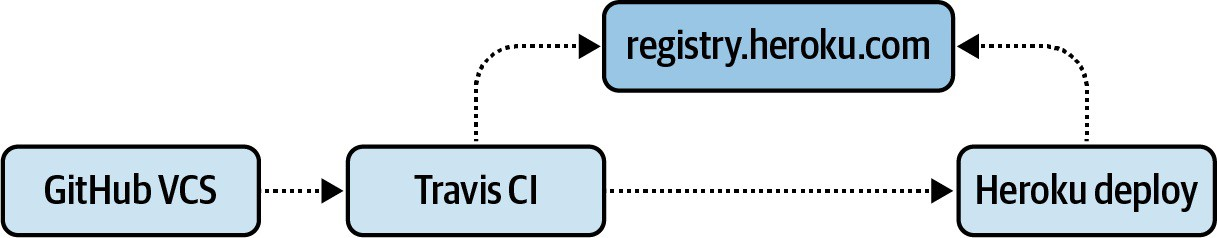 registry.heroku.com
GitHub VCS
Travis CI
Heroku deploy